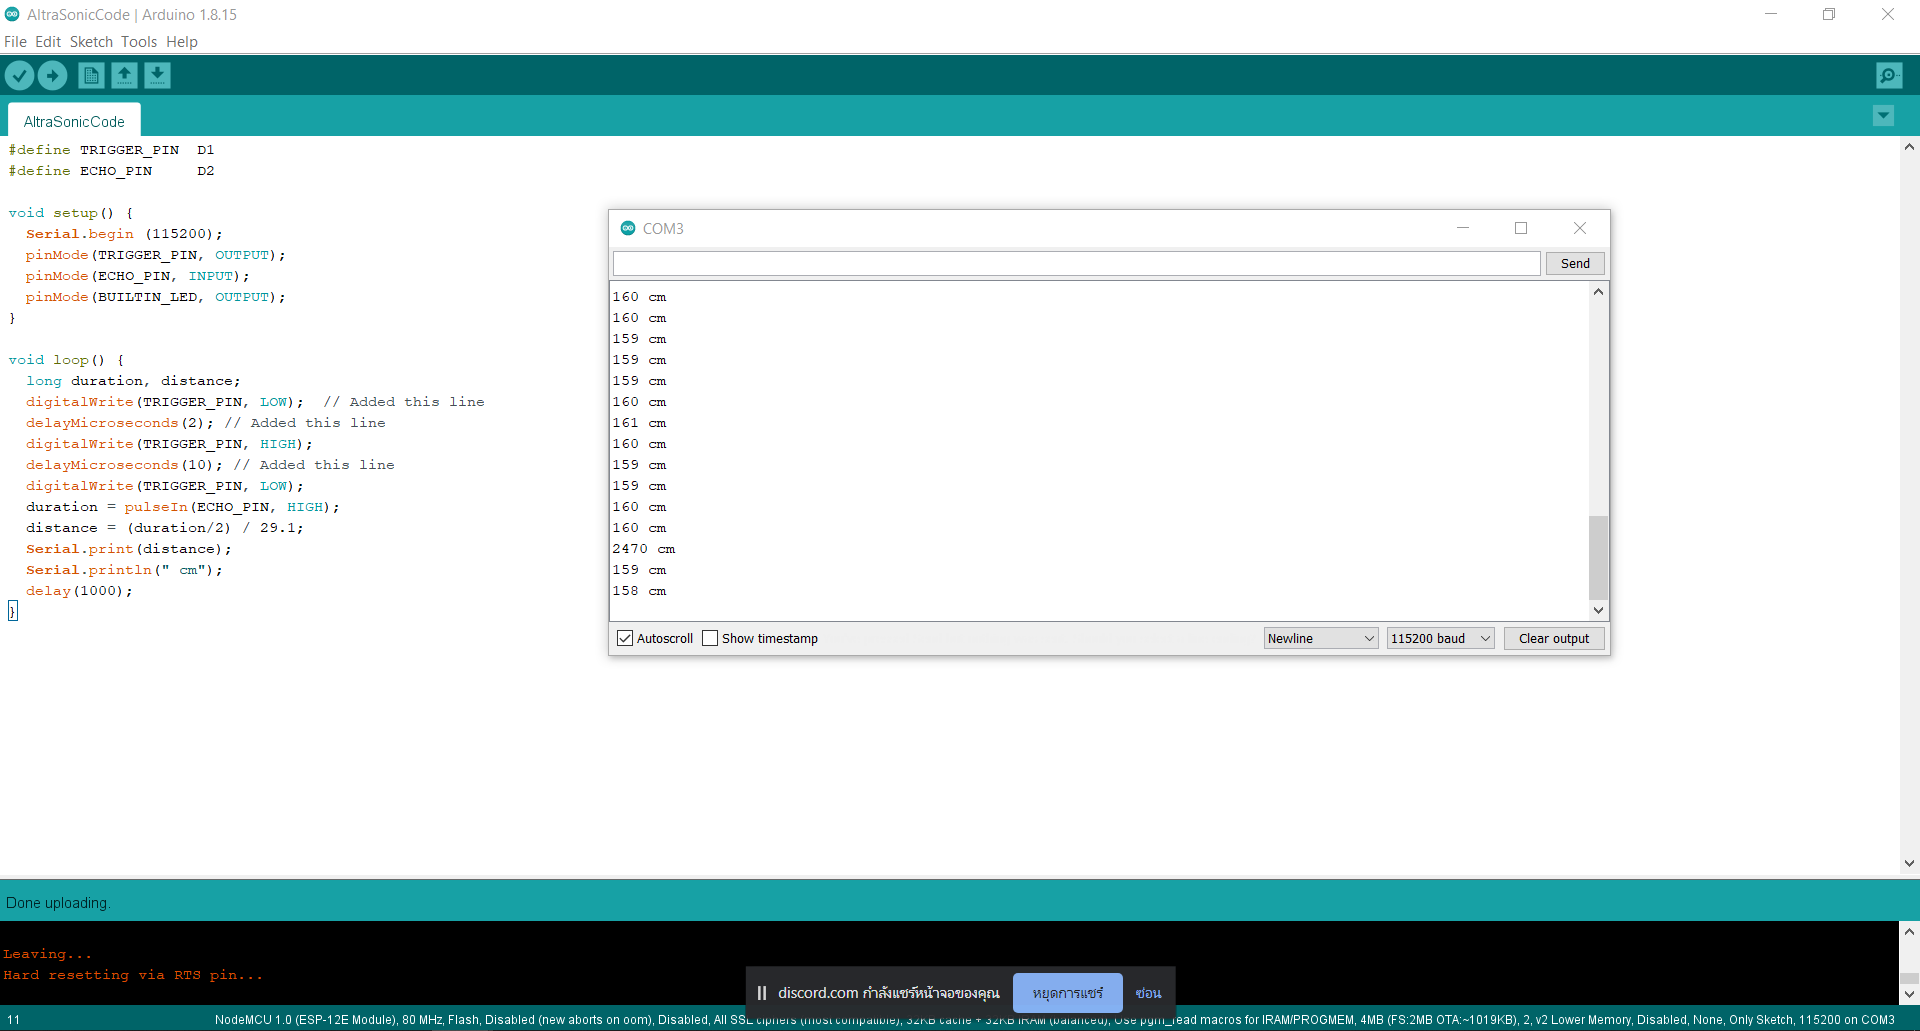 AltraSonicCode | Arduino 1.8.15
File Edit Sketch Tools Help
AltraSonicCode
#define TRIGGER_PIN  D1
#define ECHO_PIN     D2
void setup() {
  Serial.begin (115200);
  pinMode(TRIGGER_PIN, OUTPUT);
  pinMode(ECHO_PIN, INPUT);
  pinMode(BUILTIN_LED, OUTPUT);
}
void loop() {
  long duration, distance;
  digitalWrite(TRIGGER_PIN, LOW);  // Added this line
  delayMicroseconds(2); // Added this line
  digitalWrite(TRIGGER_PIN, HIGH);
  delayMicroseconds(10); // Added this line
  digitalWrite(TRIGGER_PIN, LOW);
  duration = pulseIn(ECHO_PIN, HIGH);
  distance = (duration/2) / 29.1;
  Serial.print(distance);
  Serial.println(" cm");
  delay(1000);
}
COM3
Send
160 cm
160 cm
159 cm
159 cm
159 cm
160 cm
161 cm
160 cm
159 cm
159 cm
160 cm
160 cm
2470 cm
159 cm
158 cm
Autoscroll Show timestamp Newline 115200 baud Clear output
Done uploading.
Leaving...
Hard resetting via RTS pin...
discord.com กำลังแชร์หน้าจอของคุณ หยุดการแชร์ ซ่อน
11 NodeMCU 1.0 (ESP-12E Module), 80 MHz, Flash, Disabled (new aborts on oom), Disabled, All SSL ciphers (most compatible), 32KB cache + 32KB IRAM (balanced), Use pgm_read macros for IRAM/PROGMEM, 4MB (FS:2MB OTA:~1019KB), 2, v2 Lower Memory, Disabled, None, Only Sketch, 115200 on COM3